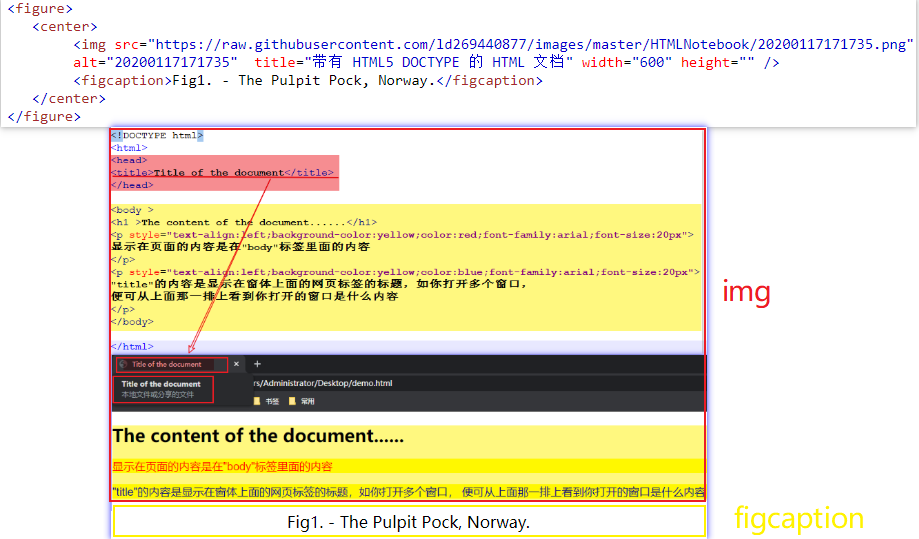 <figure>
<center>
<img src="https://raw.githubusercontent.com/ld269440877/images/master/HTMLNotebook/20200117171735.png"
alt="20200117171735" title="带有 HTML5 DOCTYPE 的 HTML 文档" width="600" height="" />
<figcaption>Fig1. - The Pulpit Pock, Norway.</figcaption>
</center>
</figure>
<!DOCTYPE html>
<html>
<head>
<title>Title of the document</title>
</head>
<body >
<h1 >The content of the document......</h1>
<p style="text-align:left;background-color:yellow;color:red;font-family:arial;font-size:20px">
显示在页面的内容是在"body"标签里面的内容
</p>
<p style="text-align:left;background-color:yellow;color:blue;font-family:arial;font-size:20px">
"title"的内容是显示在窗体上面的网页标签的标题，如你打开多个窗口，
便可从上面那一排上看到你打开的窗口是什么内容
</p>
</body>
</html>
img
Title of the document × +
Title of the document
rs/Administrator/Desktop/demo.html
本地文件或分享的文件
书签 常用
The content of the document......
显示在页面的内容是在"body"标签里面的内容
"title"的内容是显示在窗体上面的网页标签的标题，如你打开多个窗口， 便可从上面那一排上看到你打开的窗口是什么内容
Fig1. - The Pulpit Pock, Norway.
figcaption